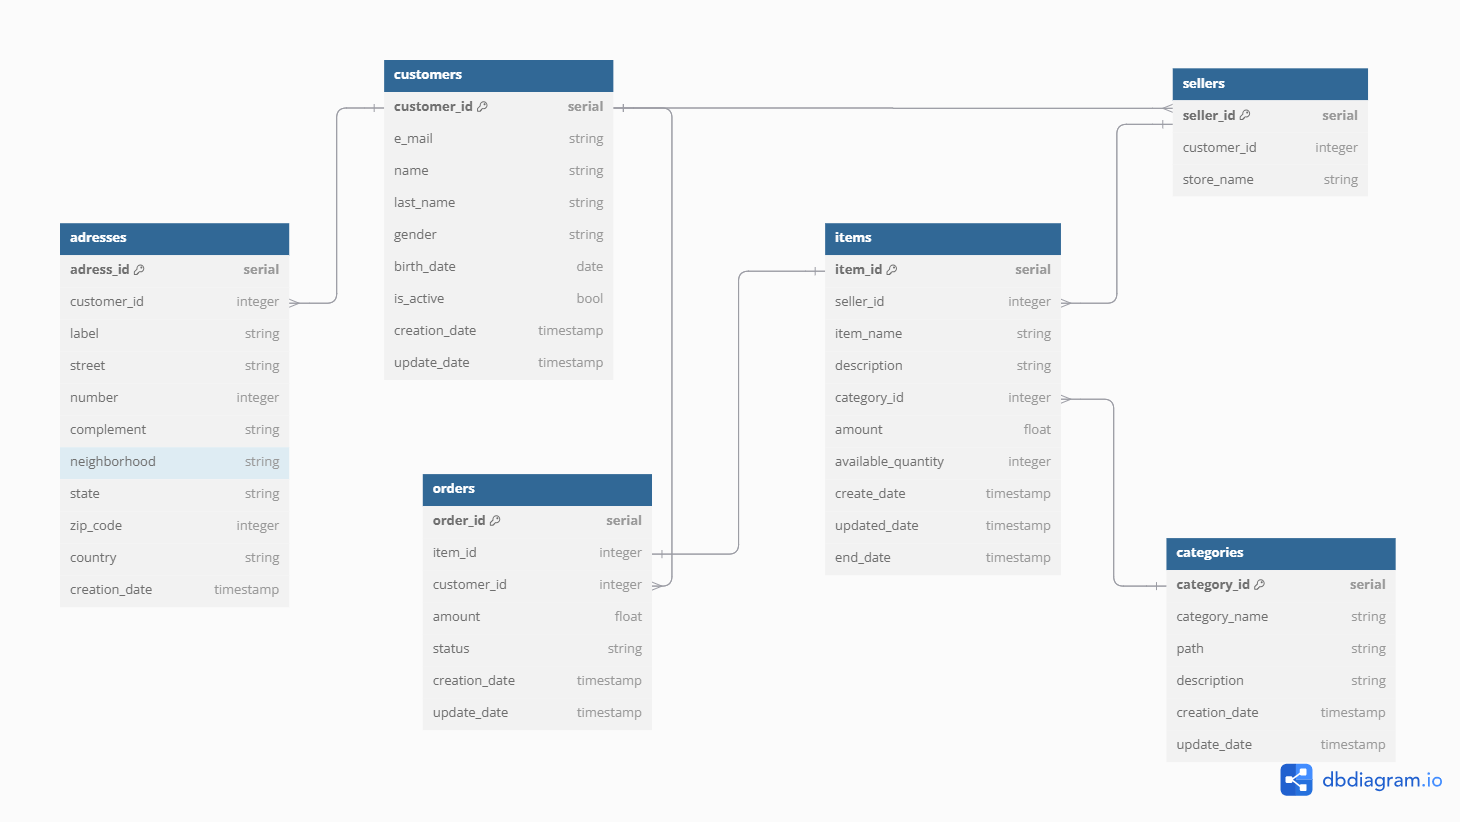 customers
customer_id serial
e_mail string
name string
last_name string
gender string
birth_date date
is_active bool
creation_date timestamp
update_date timestamp
sellers
seller_id serial
customer_id integer
store_name string
adresses
adress_id serial
customer_id integer
label string
street string
number integer
complement string
neighborhood string
state string
zip_code integer
country string
creation_date timestamp
items
item_id serial
seller_id integer
item_name string
description string
category_id integer
amount float
available_quantity integer
create_date timestamp
updated_date timestamp
end_date timestamp
orders
order_id serial
item_id integer
customer_id integer
amount float
status string
creation_date timestamp
update_date timestamp
categories
category_id serial
category_name string
path string
description string
creation_date timestamp
update_date timestamp
dbdiagram.io